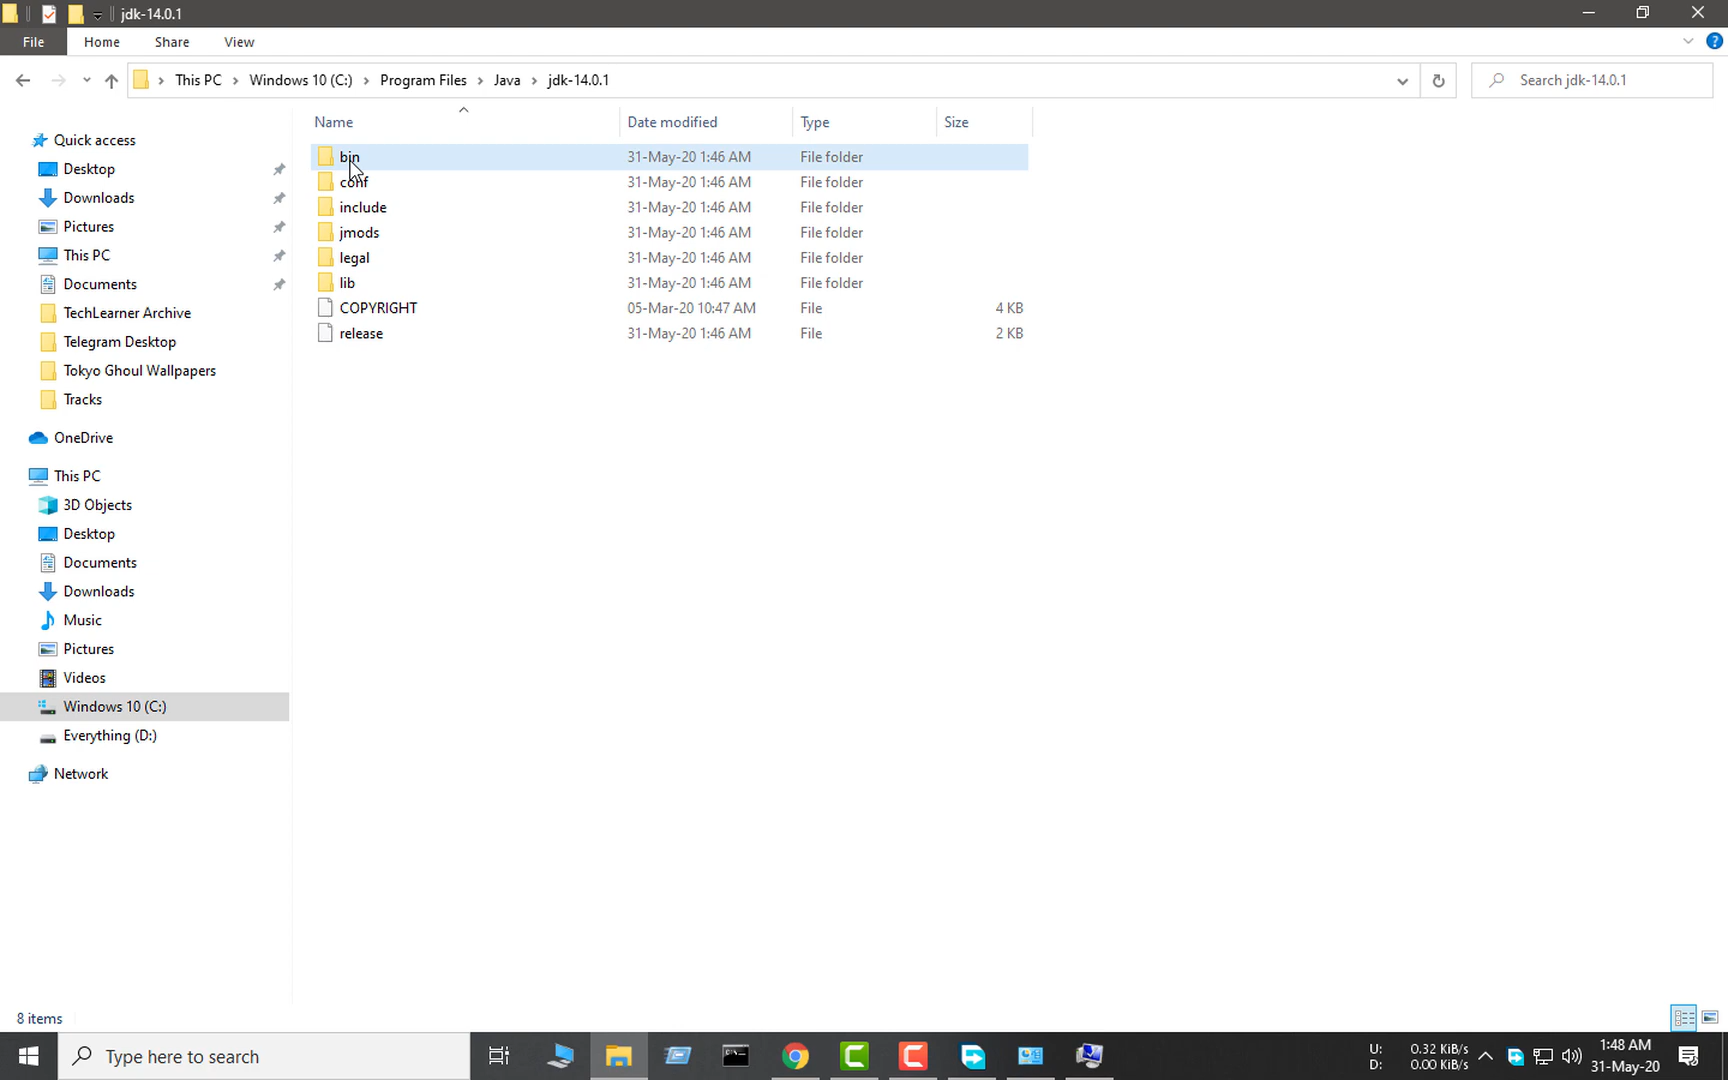 jdk-14.0.1
File Home Share View
This PC Windows 10 (C:) Program Files Java jdk-14.0.1
Search jdk-14.0.1
Name Date modified Type Size
bin 31-May-20 1:46 AM File folder
conf 31-May-20 1:46 AM File folder
include 31-May-20 1:46 AM File folder
jmods 31-May-20 1:46 AM File folder
legal 31-May-20 1:46 AM File folder
lib 31-May-20 1:46 AM File folder
COPYRIGHT 05-Mar-20 10:47 AM File 4 KB
release 31-May-20 1:46 AM File 2 KB
Quick access
Desktop
Downloads
Pictures
This PC
Documents
TechLearner Archive
Telegram Desktop
Tokyo Ghoul Wallpapers
Tracks
OneDrive
This PC
3D Objects
Desktop
Documents
Downloads
Music
Pictures
Videos
Windows 10 (C:)
Everything (D:)
Network
8 items
Type here to search
U: 0.32 KiB/s
D: 0.00 KiB/s
1:48 AM
31-May-20